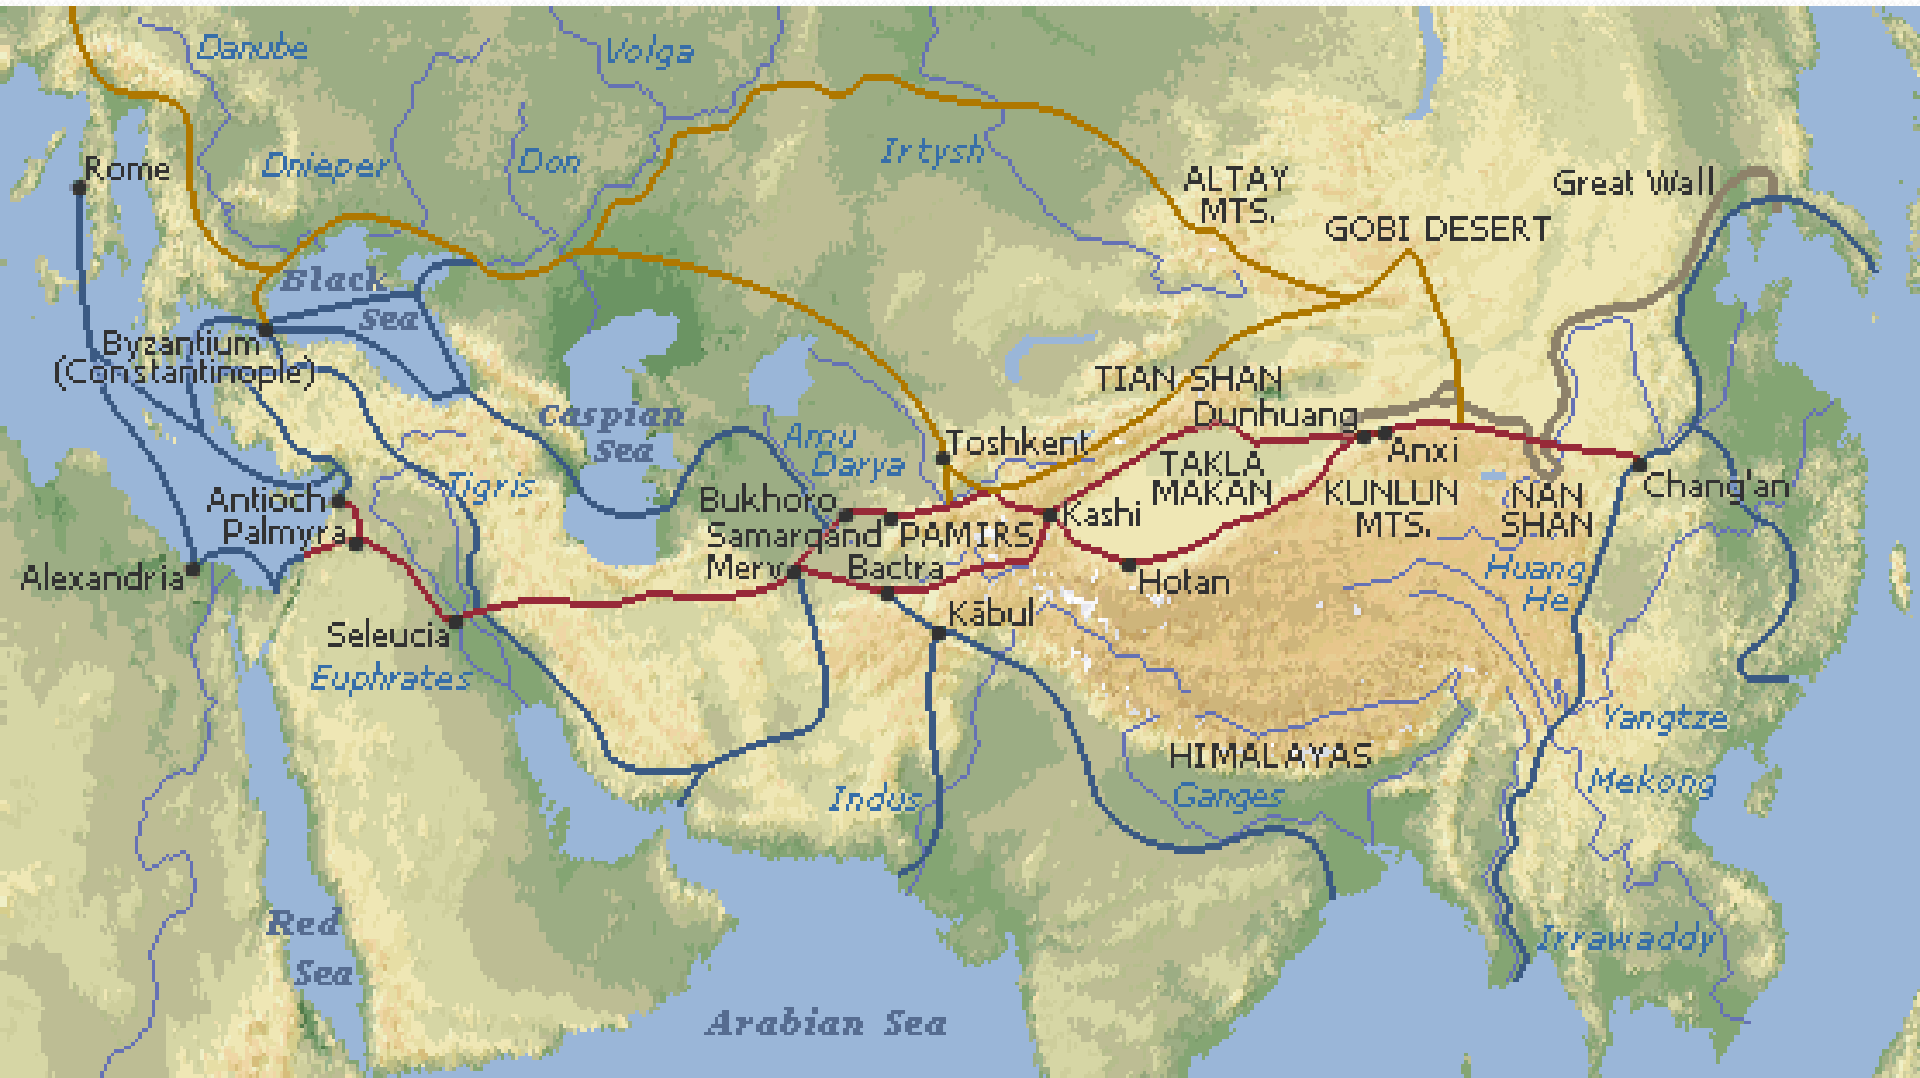 Danube
Volga
Rome
Dnieper
Don
Irtysh
ALTAY
MTS.
Great Wall
GOBI DESERT
Black
Sea
Byzantium
(Constantinople)
TIAN SHAN
Caspian
Sea
Dunhuang
Amu
Darya
Toshkent
Anxi
TAKLA
MAKAN
Tigris
Antioch
Bukhoro
Kashi
KUNLUN
MTS.
NAN
SHAN
Chang'an
Palmyra
Samarqand
PAMIRS
Alexandria
Merv
Bactra
Hotan
Huang
He
Seleucia
Kābul
Euphrates
Yangtze
HIMALAYAS
Indus
Ganges
Mekong
Red
Sea
Irrawaddy
Arabian Sea